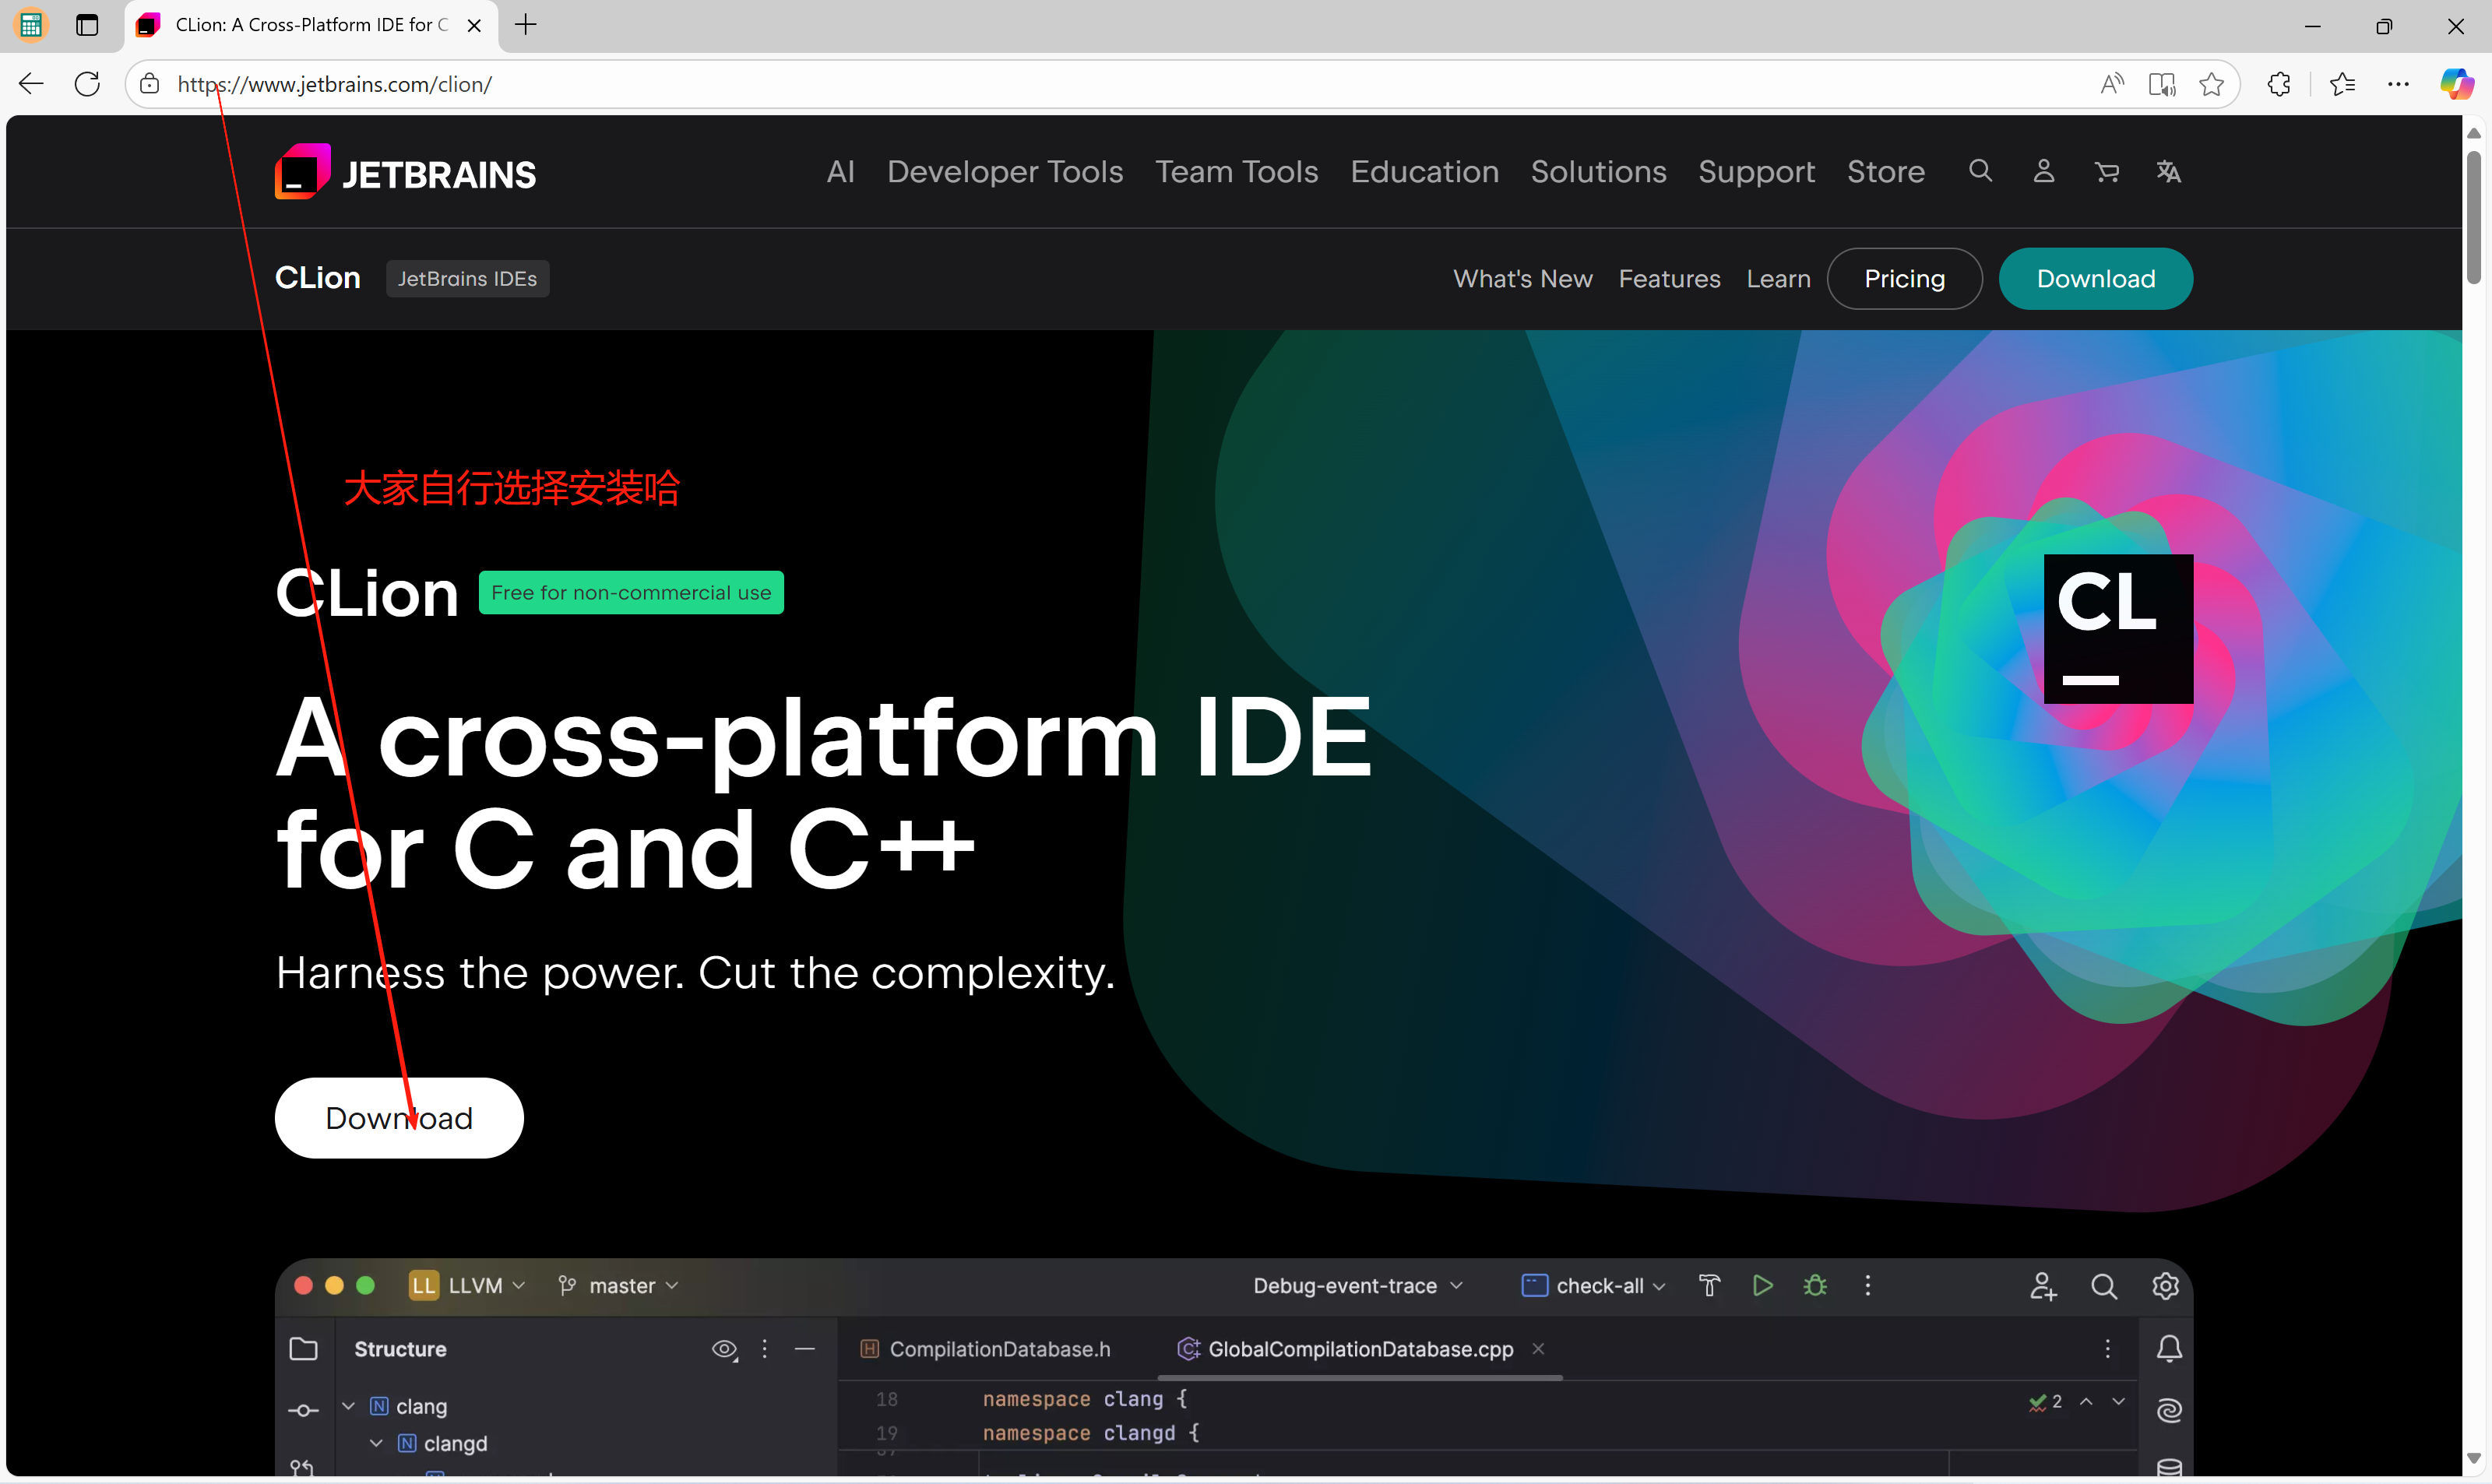 CLion: A Cross-Platform IDE for C
https://www.jetbrains.com/clion/
JETBRAINS
AI Developer Tools Team Tools Education Solutions Support Store
CLion JetBrains IDEs What's New Features Learn Pricing Download
大家自行选择安装哈
CLion Free for non-commercial use
CL
A cross-platform IDE
for C and C++
Harness the power. Cut the complexity.
Download
LL LLVM master Debug-event-trace check-all
Structure CompilationDatabase.h GlobalCompilationDatabase.cpp
18 namespace clang { 2
N clang
19 namespace clangd {
N clangd